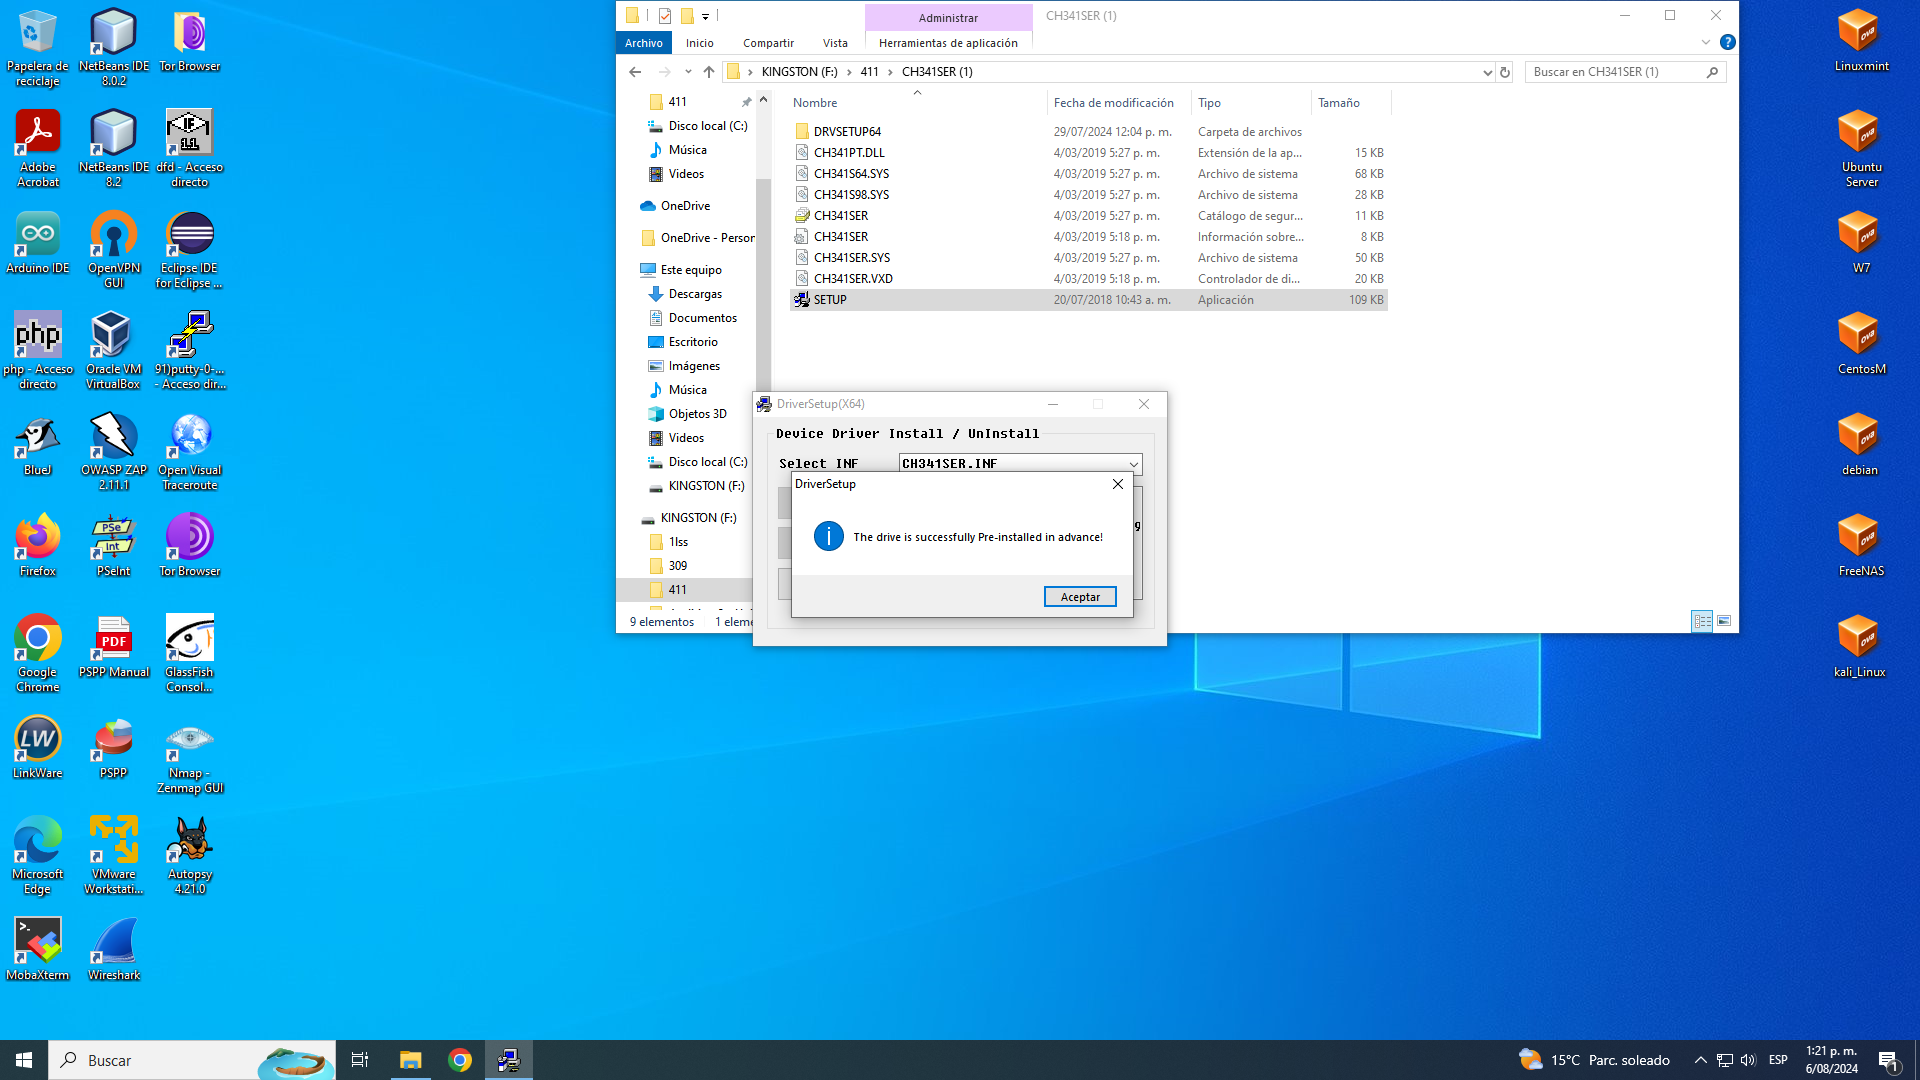 Papelera de
reciclaje
NetBeans IDE
8.0.2
Tor Browser
Adobe
Acrobat
NetBeans IDE
8.2
dfd - Acceso
directo
Arduino IDE
OpenVPN
GUI
Eclipse IDE
for Eclipse ...
php - Acceso
directo
Oracle VM
VirtualBox
91)putty-0-...
- Acceso dir...
BlueJ
OWASP ZAP
2.11.1
Open Visual
Traceroute
Firefox
PSeInt
Tor Browser
Google
Chrome
PSPP Manual
GlassFish
Consol...
LinkWare
PSPP
Nmap -
Zenmap GUI
Microsoft
Edge
VMware
Workstati...
Autopsy
4.21.0
MobaXterm
Wireshark
Administrar
CH341SER (1)
Archivo
Inicio
Compartir
Vista
Herramientas de aplicación
KINGSTON (F:)
411
CH341SER (1)
Buscar en CH341SER (1)
411
Disco local (C:)
Música
Videos
OneDrive
OneDrive - Person
Este equipo
Descargas
Documentos
Escritorio
Imágenes
Música
Objetos 3D
Videos
Disco local (C:)
KINGSTON (F:)
KINGSTON (F:)
1lss
309
411
9 elementos
1 eleme
Nombre Fecha de modificación Tipo Tamaño
DRVSETUP64 29/07/2024 12:04 p. m. Carpeta de archivos
CH341PT.DLL 4/03/2019 5:27 p. m. Extensión de la ap... 15 KB
CH341S64.SYS 4/03/2019 5:27 p. m. Archivo de sistema 68 KB
CH341S98.SYS 4/03/2019 5:27 p. m. Archivo de sistema 28 KB
CH341SER 4/03/2019 5:27 p. m. Catálogo de segur... 11 KB
CH341SER 4/03/2019 5:18 p. m. Información sobre... 8 KB
CH341SER.SYS 4/03/2019 5:27 p. m. Archivo de sistema 50 KB
CH341SER.VXD 4/03/2019 5:18 p. m. Controlador de di... 20 KB
SETUP 20/07/2018 10:43 a. m. Aplicación 109 KB
DriverSetup(X64)
Device Driver Install / UnInstall
Select INF
CH341SER.INF
DriverSetup
The drive is successfully Pre-installed in advance!
Aceptar
Linuxmint
Ubuntu
Server
W7
CentosM
debian
FreeNAS
kali_Linux
Buscar
15°C Parc. soleado
ESP
1:21 p. m.
6/08/2024
1